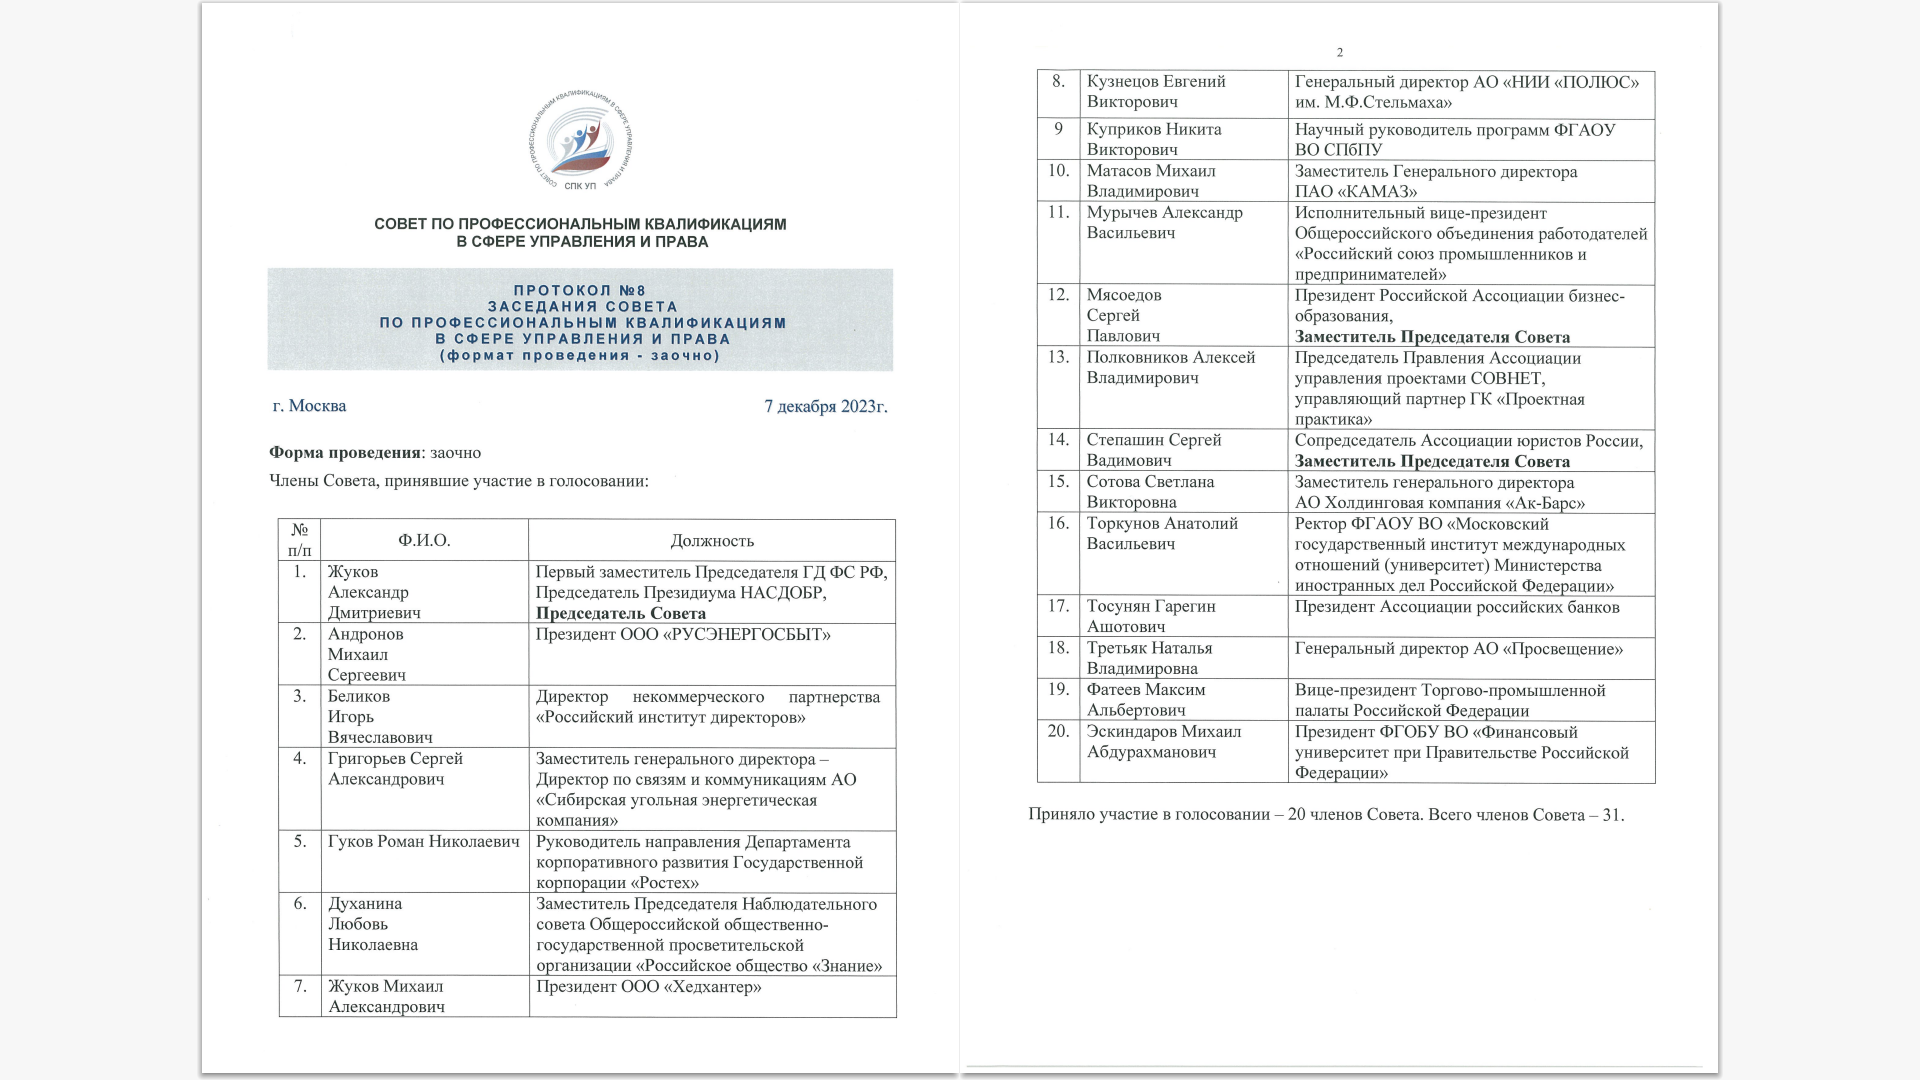 СОВЕТ ПО ПРОФЕССИОНАЛЬНЫМ КВАЛИФИКАЦИЯМ В СФЕРЕ УПРАВЛЕНИЯ И ПРАВА
СПК УП
СОВЕТ ПО ПРОФЕССИОНАЛЬНЫМ КВАЛИФИКАЦИЯМ
В СФЕРЕ УПРАВЛЕНИЯ И ПРАВА
ПРОТОКОЛ №8
ЗАСЕДАНИЯ СОВЕТА
ПО ПРОФЕССИОНАЛЬНЫМ КВАЛИФИКАЦИЯМ
В СФЕРЕ УПРАВЛЕНИЯ И ПРАВА
(формат проведения - заочно)
г. Москва 7 декабря 2023г.
Форма проведения: заочно
Члены Совета, принявшие участие в голосовании:
№
п/п
Ф.И.О.
Должность
1.
Жуков
Александр
Дмитриевич
Первый заместитель Председателя ГД ФС РФ,
Председатель Президиума НАСДОБР,
Председатель Совета
2.
Андронов
Михаил
Сергеевич
Президент ООО «РУСЭНЕРГОСБЫТ»
3.
Беликов
Игорь
Вячеславович
Директор некоммерческого партнерства
«Российский институт директоров»
4.
Григорьев Сергей
Александрович
Заместитель генерального директора –
Директор по связям и коммуникациям АО
«Сибирская угольная энергетическая
компания»
5.
Гуков Роман Николаевич
Руководитель направления Департамента
корпоративного развития Государственной
корпорации «Ростех»
6.
Духанина
Любовь
Николаевна
Заместитель Председателя Наблюдательного
совета Общероссийской общественно-
государственной просветительской
организации «Российское общество «Знание»
7.
Жуков Михаил
Александрович
Президент ООО «Хедхантер»
2
8.
Кузнецов Евгений
Викторович
Генеральный директор АО «НИИ «ПОЛЮС»
им. М.Ф.Стельмаха»
9
Куприков Никита
Викторович
Научный руководитель программ ФГАОУ
ВО СПбПУ
10.
Матасов Михаил
Владимирович
Заместитель Генерального директора
ПАО «КАМАЗ»
11.
Мурычев Александр
Васильевич
Исполнительный вице-президент
Общероссийского объединения работодателей
«Российский союз промышленников и
предпринимателей»
12.
Мясоедов
Сергей
Павлович
Президент Российской Ассоциации бизнес-
образования,
Заместитель Председателя Совета
13.
Полковников Алексей
Владимирович
Председатель Правления Ассоциации
управления проектами СОВНЕТ,
управляющий партнер ГК «Проектная
практика»
14.
Степашин Сергей
Вадимович
Сопредседатель Ассоциации юристов России,
Заместитель Председателя Совета
15.
Сотова Светлана
Викторовна
Заместитель генерального директора
АО Холдинговая компания «Ак-Барс»
16.
Торкунов Анатолий
Васильевич
Ректор ФГАОУ ВО «Московский
государственный институт международных
отношений (университет) Министерства
иностранных дел Российской Федерации»
17.
Тосунян Гарегин
Ашотович
Президент Ассоциации российских банков
18.
Третьяк Наталья
Владимировна
Генеральный директор АО «Просвещение»
19.
Фатеев Максим
Альбертович
Вице-президент Торгово-промышленной
палаты Российской Федерации
20.
Эскиндаров Михаил
Абдурахманович
Президент ФГОБУ ВО «Финансовый
университет при Правительстве Российской
Федерации»
Приняло участие в голосовании – 20 членов Совета. Всего членов Совета – 31.